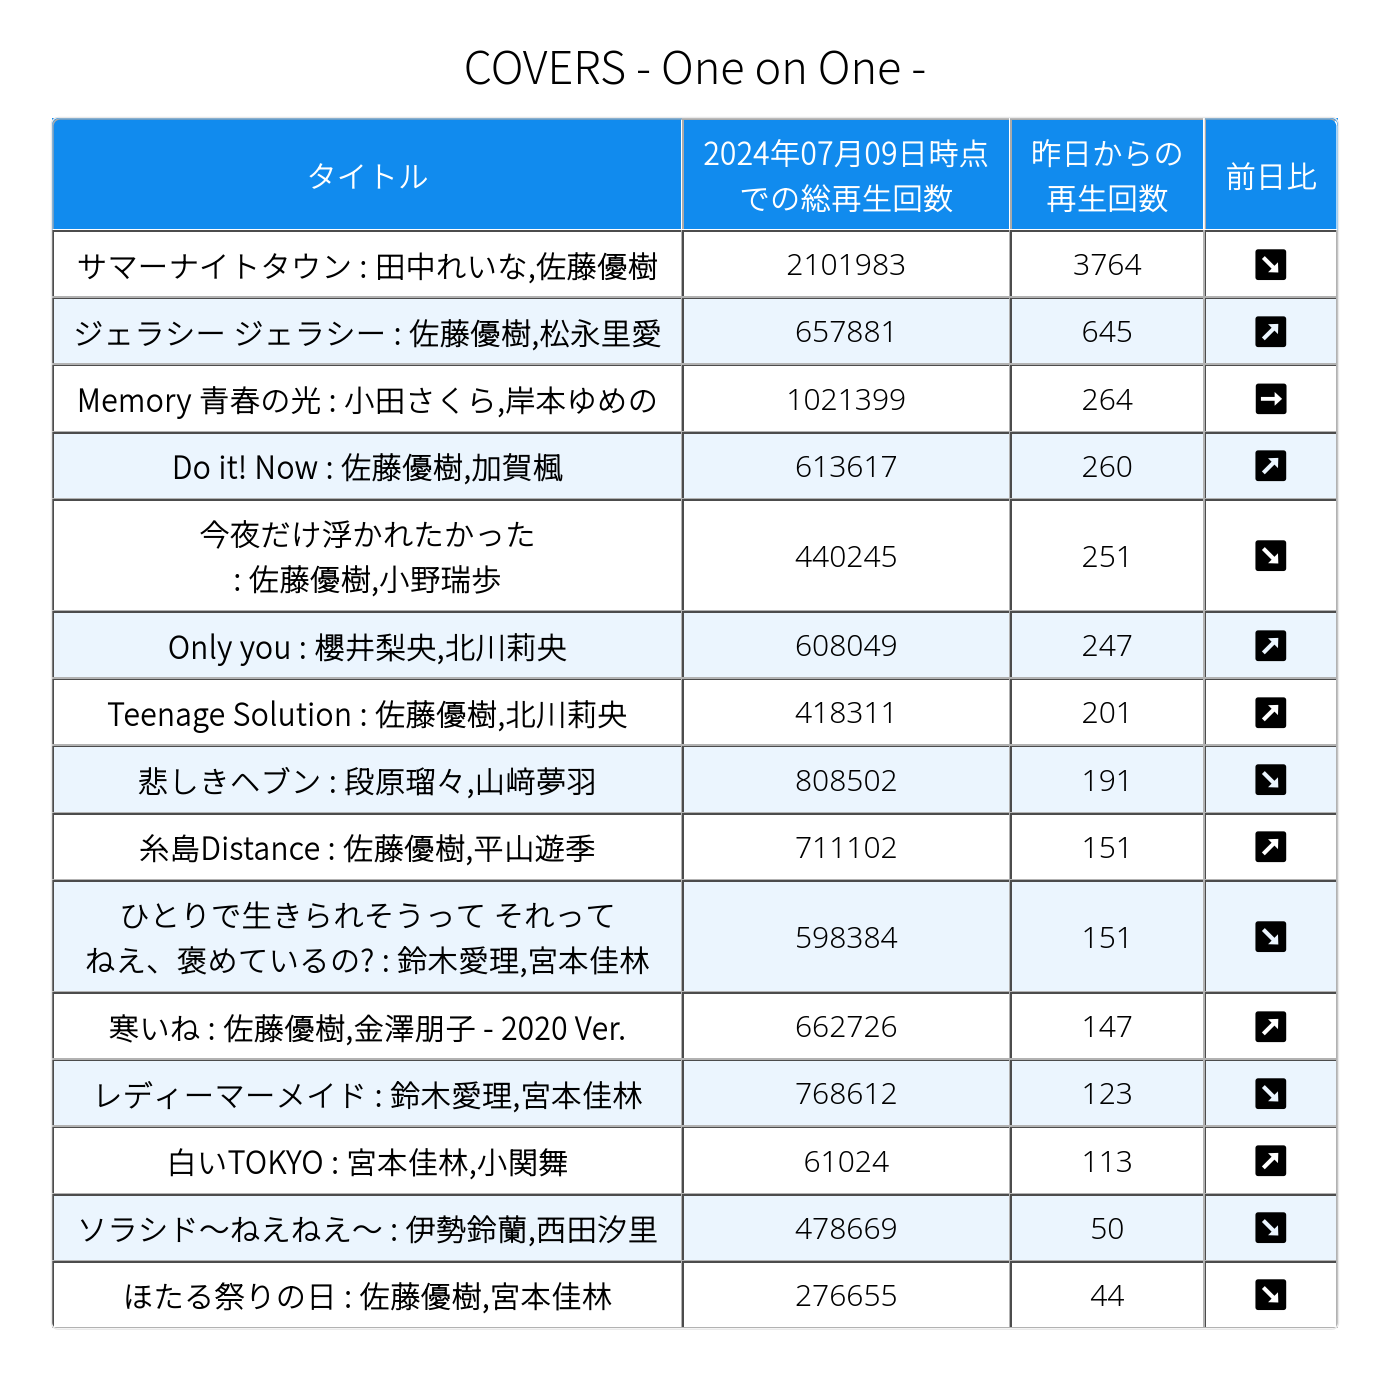 COVERS - One on One -
タイトル
2024年07月09日時点
での総再生回数
昨日からの
再生回数
前日比
サマーナイトタウン : 田中れいな,佐藤優樹 2101983 3764
ジェラシー ジェラシー : 佐藤優樹,松永里愛 657881 645
Memory 青春の光 : 小田さくら,岸本ゆめの 1021399 264
Do it! Now : 佐藤優樹,加賀楓 613617 260
今夜だけ浮かれたかった
: 佐藤優樹,小野瑞歩 440245 251
Only you : 櫻井梨央,北川莉央 608049 247
Teenage Solution : 佐藤優樹,北川莉央 418311 201
悲しきヘブン : 段原瑠々,山﨑夢羽 808502 191
糸島Distance : 佐藤優樹,平山遊季 711102 151
ひとりで生きられそうって それって
ねえ、褒めているの? : 鈴木愛理,宮本佳林 598384 151
寒いね : 佐藤優樹,金澤朋子 - 2020 Ver. 662726 147
レディーマーメイド : 鈴木愛理,宮本佳林 768612 123
白いTOKYO : 宮本佳林,小関舞 61024 113
ソラシド〜ねえねえ〜 : 伊勢鈴蘭,西田汐里 478669 50
ほたる祭りの日 : 佐藤優樹,宮本佳林 276655 44